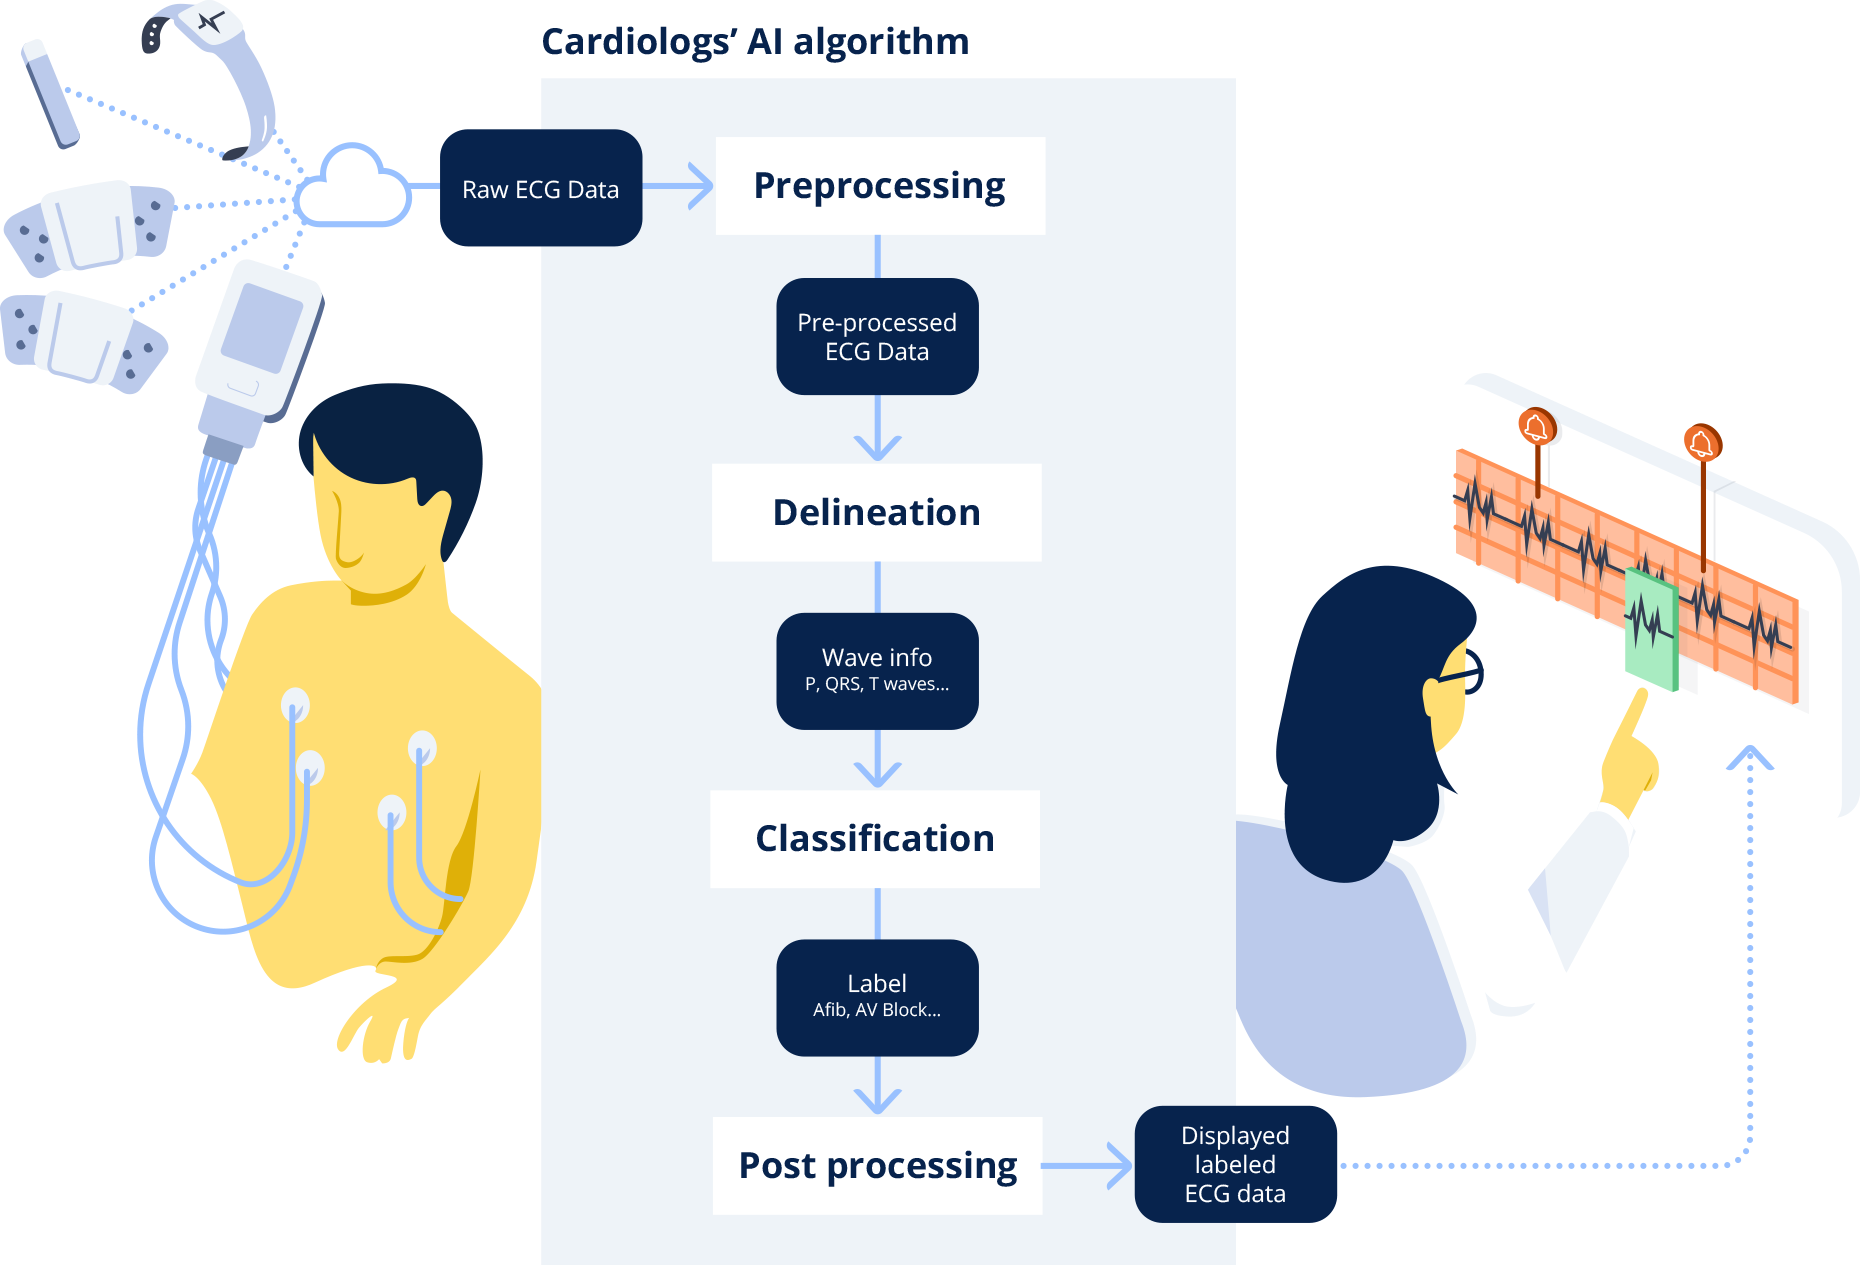 Cardiologs’ AI algorithm
Raw ECG Data
Preprocessing
Pre-processed
ECG Data
Delineation
Wave info
P, QRS, T waves...
Classification
Label
Afib, AV Block...
Post processing
Displayed
labeled
ECG data